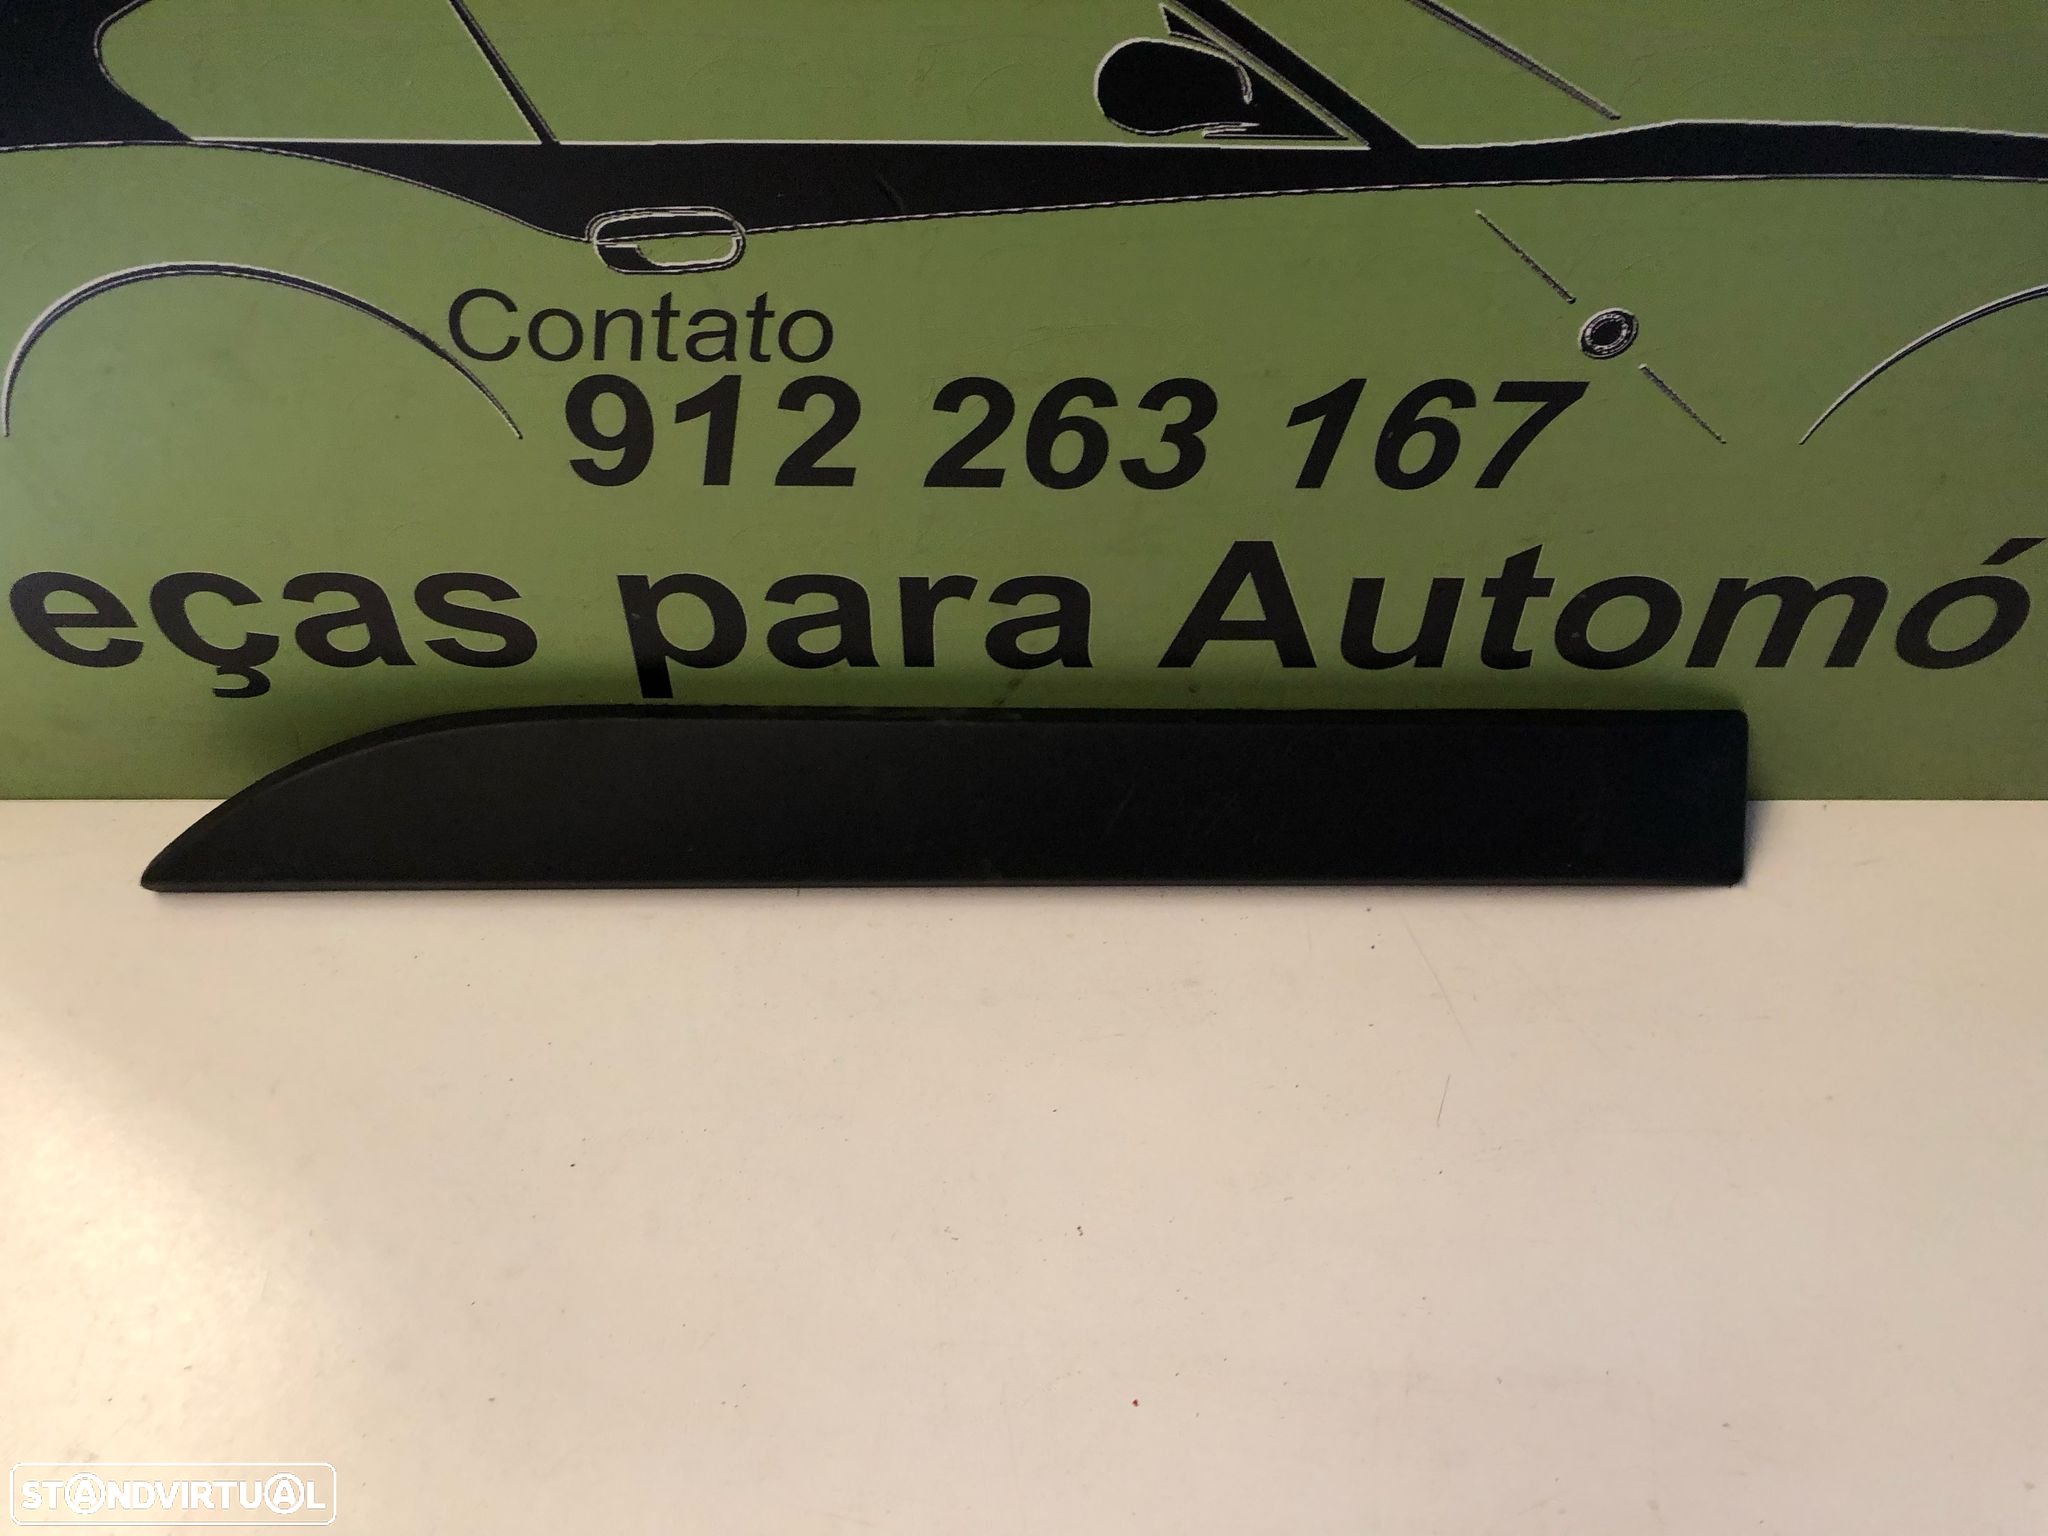 Contato
912 263 167
eças para Automó
STANDVIRTUAL